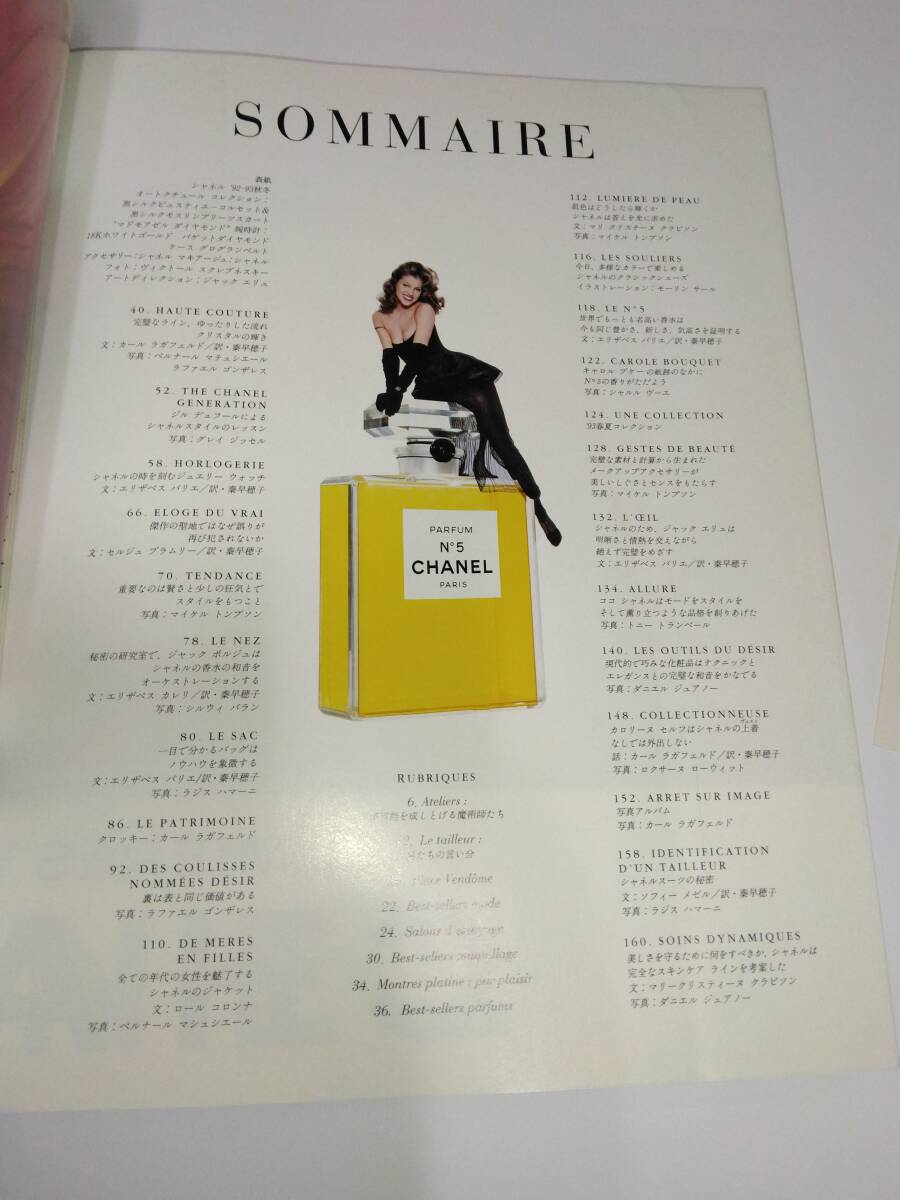 SOMMAIRE
表紙
シャネル '92-93秋冬
オートクチュール コレクション：
黒シルクビュスティエ-コルセット＆
黒シルクモスリンプリーツスカート
"マドモアゼル ダイヤモンド" 腕時計：
18Kホワイトゴールド バゲットダイヤモンド
ケース グログランベルト
アクセサリー：シャネル マキアージュ：シャネル
フォト：ヴィクトール スクレブネスキー
アートディレクション：ジャック エリュ
40. HAUTE COUTURE
完璧なライン、ゆったりした流れ
クリスタルの輝き
文：カール ラガフェルド／訳・秦早穂子
写真：ベルナール マテュシエール
ラファエル ゴンザレス
52. THE CHANEL
GENERATION
ジル デュフールによる
シャネルスタイルのレッスン
写真：グレイ ジッセル
58. HORLOGERIE
シャネルの時を刻むジュエリー ウォッチ
文：エリザベス バリエ／訳・秦早穂子
66. ELOGE DU VRAI
傑作の聖地ではなぜ誤りが
再び犯されないか
文：セルジュ ブラムリー／訳・秦早穂子
70. TENDANCE
重要なのは賢さと少しの狂気とで
スタイルをもつこと
写真：マイケル トンプソン
78. LE NEZ
秘密の研究室で、ジャック ポルジュは
シャネルの香水の和音を
オーケストレーションする
文：エリザベス カレリ／訳・秦早穂子
写真：シルウィ バラン
80. LE SAC
一目で分かるバッグは
ノウハウを象徴する
文：エリザベス バリエ／訳・秦早穂子
写真：ラジス ハマーニ
86. LE PATRIMOINE
クロッキー：カール ラガフェルド
92. DES COULISSES
NOMMÉES DÉSIR
裏は表と同じ価値がある
写真：ラファエル ゴンザレス
110. DE MERES
EN FILLES
全ての年代の女性を魅了する
シャネルのジャケット
文：ロール コロンナ
写真：ベルナール マシュシエール
PARFUM
N°5
CHANEL
PARIS
RUBRIQUES
6. Ateliers :
を成しとげる魔術師たち
Le tailleur :
たちの言い分
Place Vendôme
22. Best-sellers mode
24. Salons d'essayage
30. Best-sellers maquillage
34. Montres platine : pur plaisir
36. Best-sellers parfums
112. LUMIERE DE PEAU
肌色はどうしたら輝くか
シャネルは答えを光に求めた
文：マリ クリスチーヌ クラピソン
写真：マイケル トンプソン
116. LES SOULIERS
今日、多様なカラーで楽しめる
シャネルのクラシックシューズ
イラストレーション：モーリン サール
118. LE N°5
世界でもっとも名高い香水は
今も同じ豊かさ、新しさ、気高さを証明する
文：エリザベス バリエ／訳・秦早穂子
122. CAROLE BOUQUET
キャロル ブケーの軌跡のなかに
N°5の香りがただよう
写真：シャルル ヴーエ
124. UNE COLLECTION
'93春夏コレクション
128. GESTES DE BEAUTÉ
完璧な素材と計算から生まれた
メークアップアクセサリーが
美しいしぐさとセンスをもたらす
写真：マイケル トンプソン
132. L'ŒIL
シャネルのため、ジャック エリュは
明晰さと情熱を交えながら
絶えず完璧をめざす
文：エリザベス バリエ／訳・秦早穂子
134. ALLURE
ココ シャネルはモードをスタイルを
そして薫り立つような品格を創りあげた
写真：トニー トランベール
140. LES OUTILS DU DÉSIR
現代的で巧みな化粧品はテクニックと
エレガンスとの完璧な和音をかなでる
写真：ダニエル ジュアノー
148. COLLECTIONNEUSE
カロリーヌ セルフはシャネルの上着
なしでは外出しない
話：カール ラガフェルド／訳・秦早穂子
写真：ロクサーヌ ローウィット
152. ARRET SUR IMAGE
写真アルバム
写真：カール ラガフェルド
158. IDENTIFICATION
D'UN TAILLEUR
シャネルスーツの秘密
文：ソフィー メゼル／訳・秦早穂子
写真：ラジス ハマーニ
160. SOINS DYNAMIQUES
美しさを守るために何をすべきか、シャネルは
完全なスキンケア ラインを考案した
文：マリークリスティーヌ クラピソン
写真：ダニエル ジュアノー